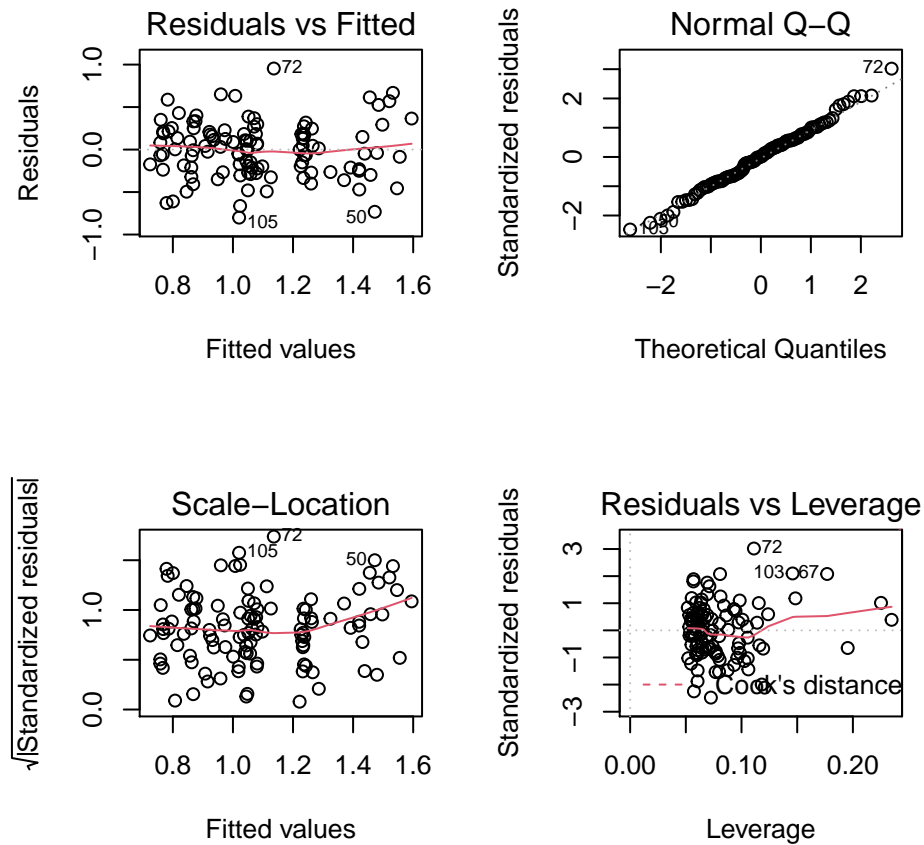 Residuals vs Fitted
Residuals
1.0
0.0
−1.0
72
105
50
0.8 1.0 1.2 1.4 1.6
Fitted values
Normal Q−Q
Standardized residuals
2
0
−2
72
105
−2 0 2
Theoretical Quantiles
Scale−Location
√|Standardized residuals|
1.0
0.0
72
105
50
0.8 1.0 1.2 1.4 1.6
Fitted values
Residuals vs Leverage
Standardized residuals
3
1
−1
−3
72
103 67
Cook's distance
0.00 0.10 0.20
Leverage